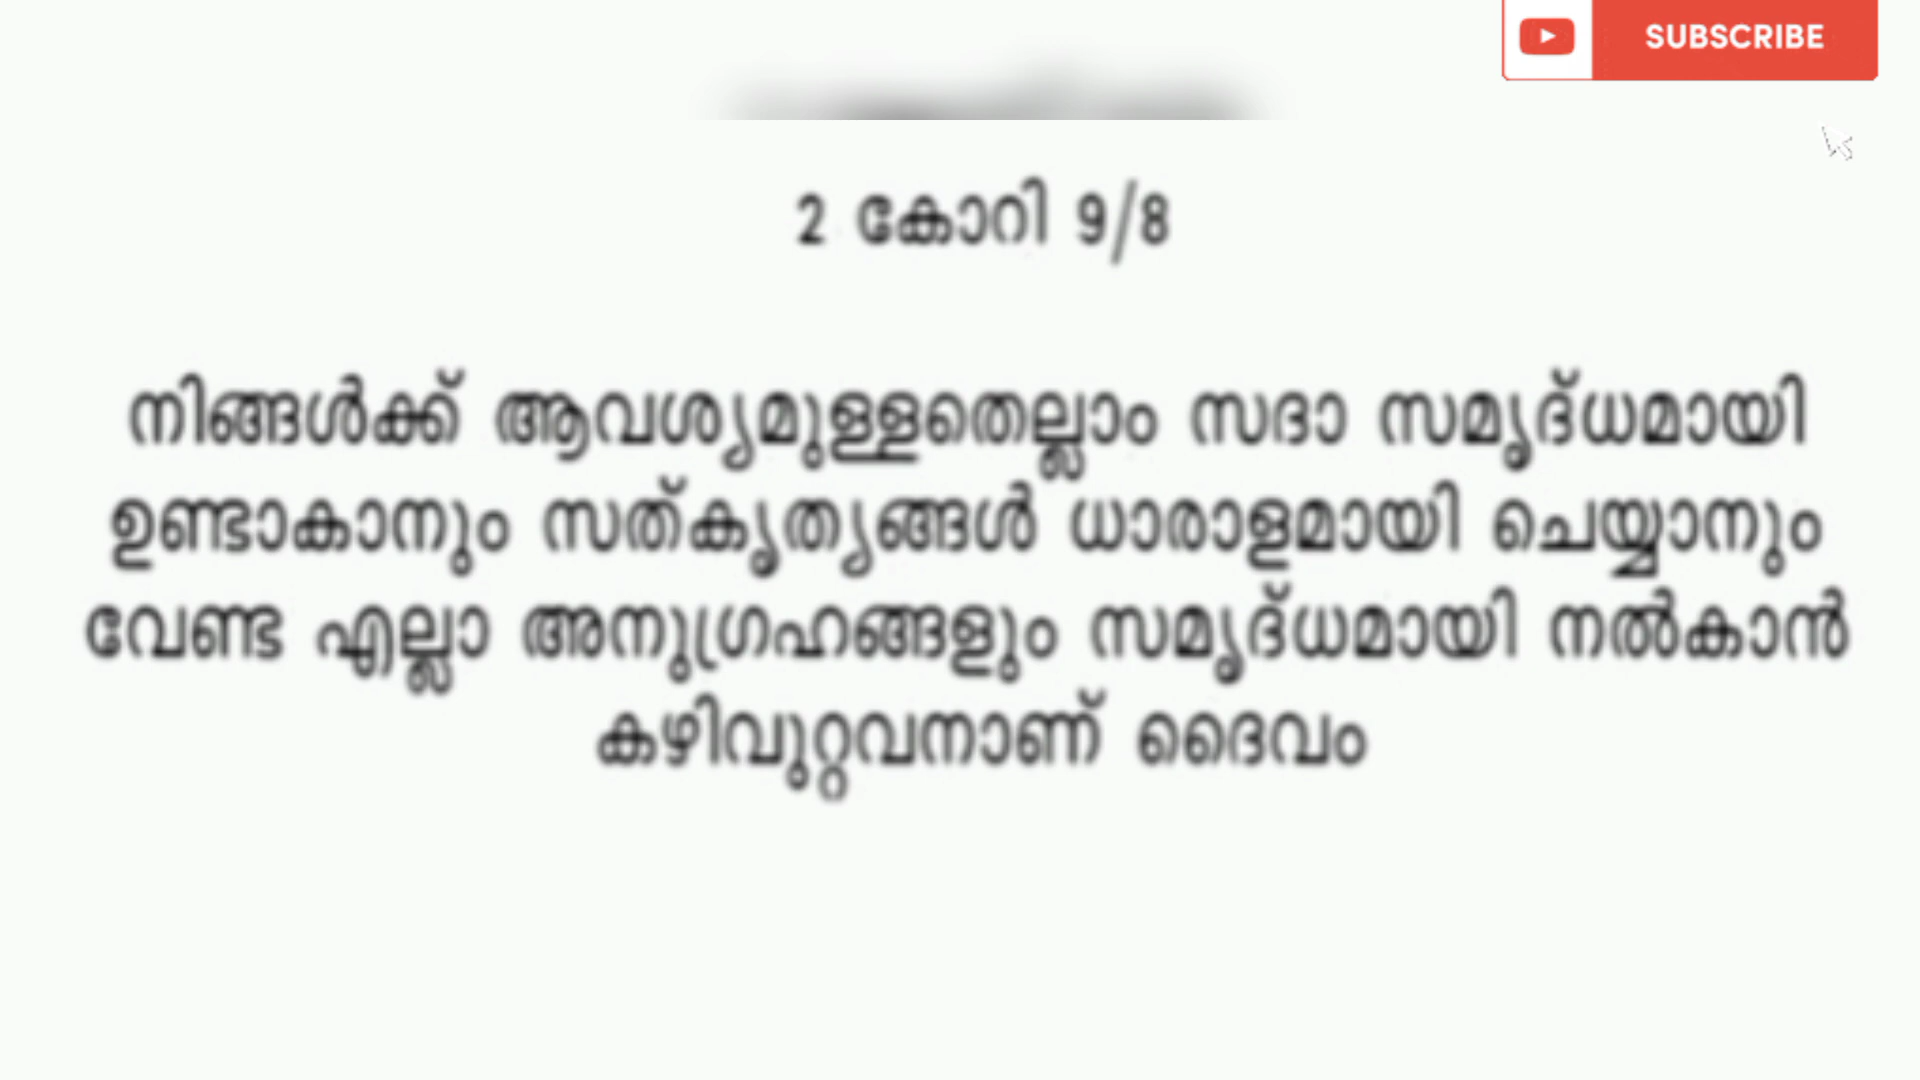 SUBSCRIBE
2 കോറി 9/8
നിങ്ങൾക്ക് ആവശ്യമുള്ളതെല്ലാം സദാ സമൃദ്ധമായി
ഉണ്ടാകാനും സത്കൃത്യങ്ങൾ ധാരാളമായി ചെയ്യാനും
വേണ്ട എല്ലാ അനുഗ്രഹങ്ങളും സമൃദ്ധമായി നൽകാൻ
കഴിവുറ്റവനാണ് ദൈവം